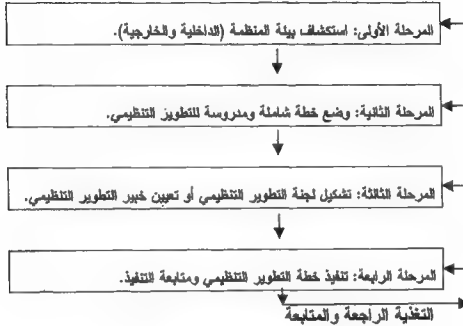 المرحلة الأولى: استكشاف بيئة المنظمة (الداخلية والخارجية).
المرحلة الثانية: وضع خطة شاملة ومدروسة للتطوير التنظيمي.
المرحلة الثالثة: تشكيل لجنة التطوير التنظيمي أو تعيين خبير التطوير التنظيمي.
المرحلة الرابعة: تنفيذ خطة التطوير التنظيمي ومتابعة التنفيذ.
التغذية الراجعة والمتابعة